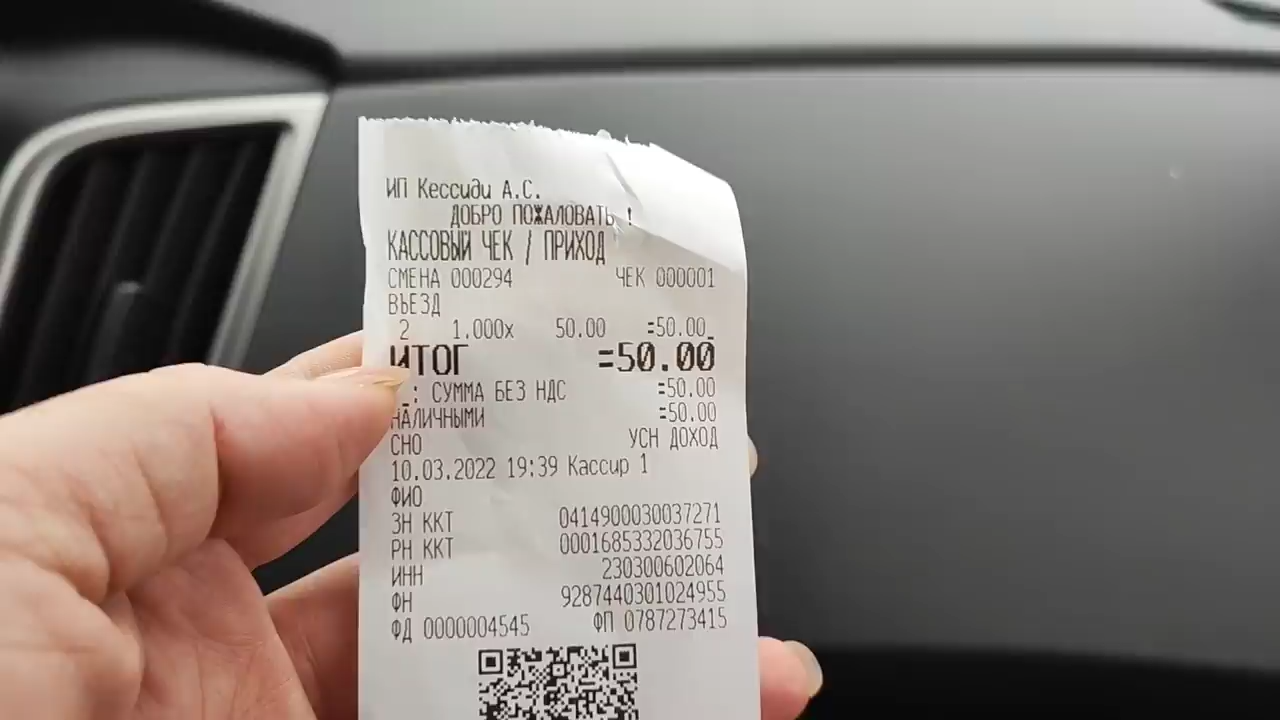 ИП Кессиди А.С.
ДОБРО ПОЖАЛОВАТЬ !
КАССОВЫЙ ЧЕК / ПРИХОД
СМЕНА 000294 ЧЕК 000001
ВЪЕЗД
2 1.000x 50.00 =50.00_
ИТОГ =50.00
_: СУММА БЕЗ НДС =50.00
НАЛИЧНЫМИ =50.00
СНО УСН ДОХОД
10.03.2022 19:39 Кассир 1
ФИО
ЗН ККТ 0414900030037271
РН ККТ 0001685332036755
ИНН 230300602064
ФН 9287440301024955
ФД 0000004545 ФП 0787273415